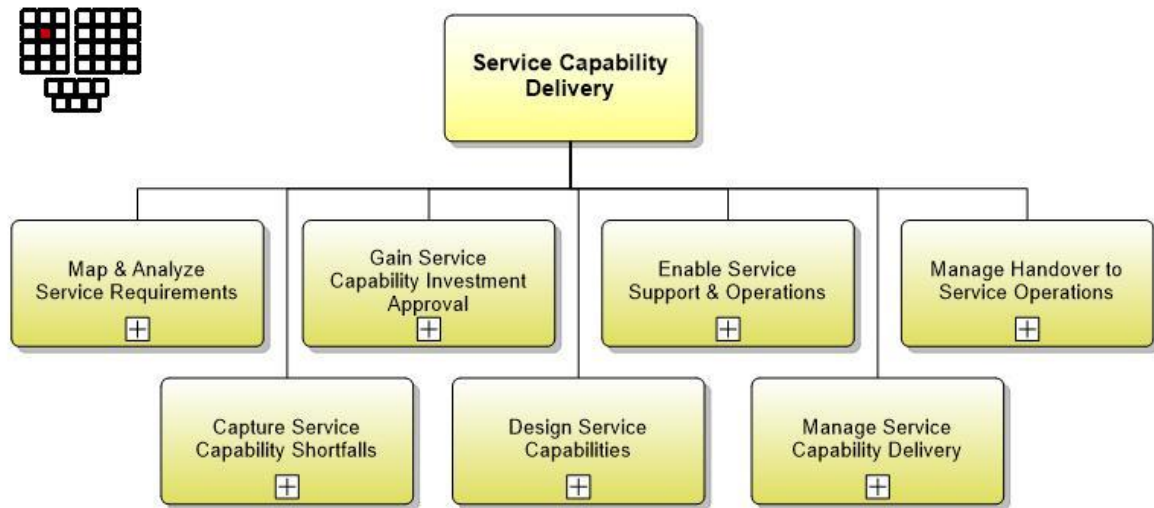 Service Capability
Delivery
Map & Analyze
Service Requirements
Gain Service
Capability Investment
Approval
Enable Service
Support & Operations
Manage Handover to
Service Operations
Capture Service
Capability Shortfalls
Design Service
Capabilities
Manage Service
Capability Delivery